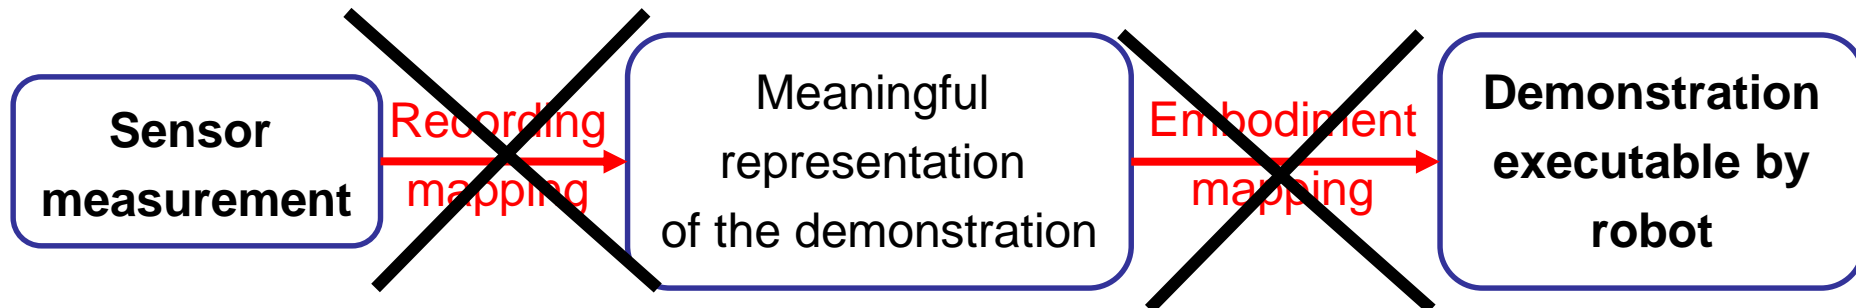 Sensor
measurement
Recording
mapping
Meaningful
representation
of the demonstration
Embodiment
mapping
Demonstration
executable by
robot